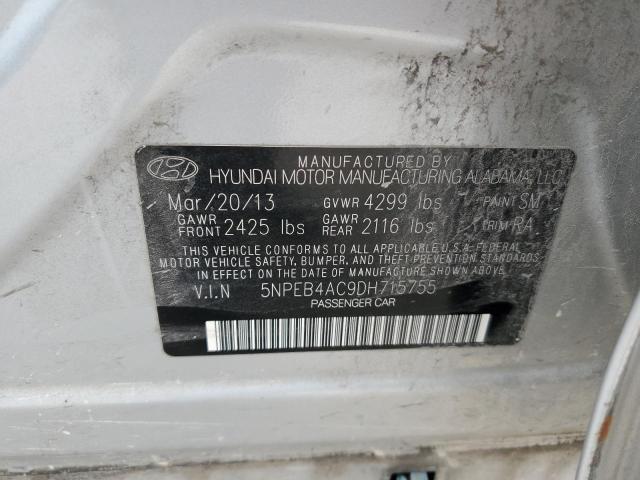 MANUFACTURED BY
HYUNDAI MOTOR MANUFACTURING ALABAMA, LLC
Mar/20/13 GVWR 4299 lbs PAINT SM
GAWR FRONT 2425 lbs GAWR REAR 2116 lbs TRIM RA
THIS VEHICLE CONFORMS TO ALL APPLICABLE U.S.A. FEDERAL
MOTOR VEHICLE SAFETY, BUMPER, AND THEFT PREVENTION STANDARDS
IN EFFECT ON THE DATE OF MANUFACTURE SHOWN ABOVE.
V.I.N 5NPEB4AC9DH715755
PASSENGER CAR